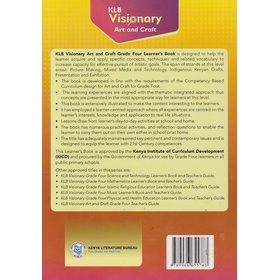 KLB Visionary
Art and Craft
KLB Visionary Art and Craft Grade Four Learner's Book is designed to help the
learner acquire and apply specific concepts, techniques and related vocabulary to
increase capacity for effective pursuit of artistic goals. The span of strands at this level
entail: Picture Making, Mixed Media and Technology, Indigenous Kenyan Crafts,
Presentation and Exhibition.
• The book is developed in line with the requirements of the Competency Based
Curriculum design for Art and Craft for Grade Four.
• The learning experiences are aligned with the thematic integrated approach thus
concepts are presented in the most appropriate way for learners at this level.
• This book is extensively illustrated to make the content interesting to the learners.
• It has employed a learner-centred approach where all experiences are centred on the
learner's interests, knowledge and application to real life situations.
• Lessons draw from learner's day-to-day activities at school and home.
• The book has numerous practical activities, and reflection questions to enable the
learner to carry them out on their own either in school or at home.
• The title has adequately mainstreamed key pertinent and contemporary issues and is
designed to equip the learner with 21st Century competencies.
This Learner's Book is approved by the Kenya Institute of Curriculum Development
(KICD) and procured by the Government of Kenya for use by Grade Four learners in all
public primary schools.
Other approved titles in this series are:
• KLB Visionary Grade Four Science and Technology Learner's Book and Teacher's Guide
• KLB Visionary Grade Four Mathematics Learner's Book and Teacher's Guide
• KLB Visionary Grade Four Islamic Religious Education Learner's Book and Teacher's Guide
• KLB Visionary Grade Four Music Learner's Book and Teacher's Guide
• KLB Visionary Grade Four Physical and Health Education Learner's Book and Teacher's Guide
• KLB Visionary Art and Craft Grade Four Teacher's Guide
KENYA LITERATURE BUREAU